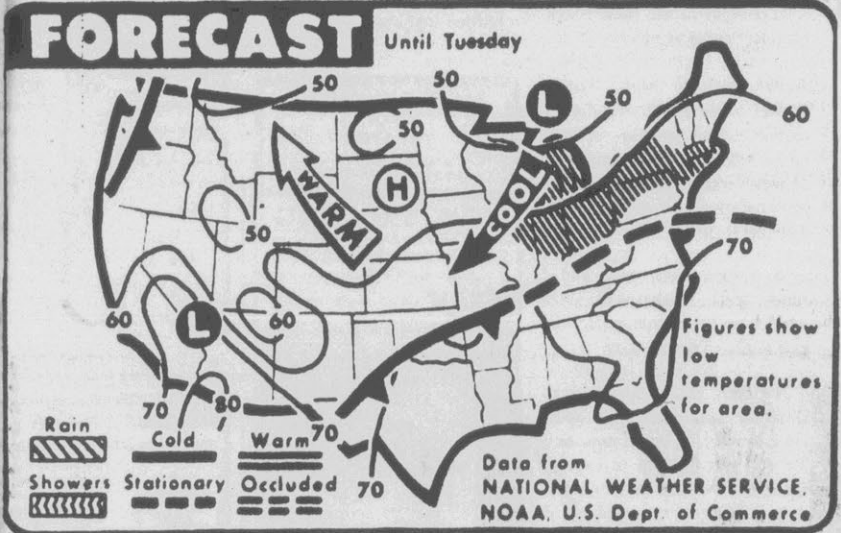 FORECAST Until Tuesday
50
50
L
50
60
50
WARM
H
COOL
50
70
60
L
60
Figures show
low
temperatures
for area.
70
80
70
70
Rain
Cold
Warm
Showers
Stationary
Occluded
Data from
NATIONAL WEATHER SERVICE,
NOAA, U.S. Dept. of Commerce